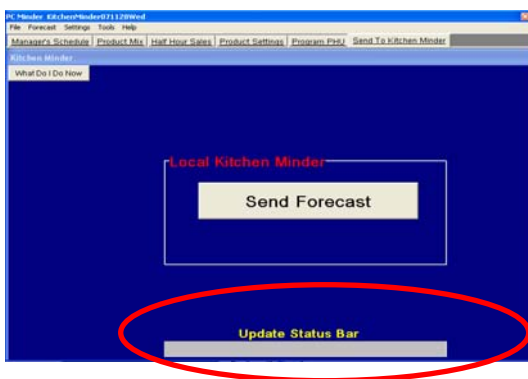 PC Minder KitchenMinder071128Wed
File Forecast Settings Tools Help
Manager's Schedule Product Mix Half Hour Sales Product Settings Program PHU Send To Kitchen Minder
Kitchen Minder
What Do I Do Now
Local Kitchen Minder
Send Forecast
Update Status Bar